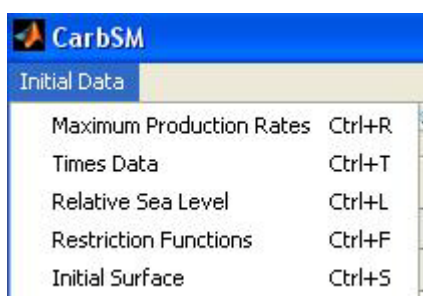 CarbSM
Initial Data
Maximum Production Rates Ctrl+R
Times Data Ctrl+T
Relative Sea Level Ctrl+L
Restriction Functions Ctrl+F
Initial Surface Ctrl+S